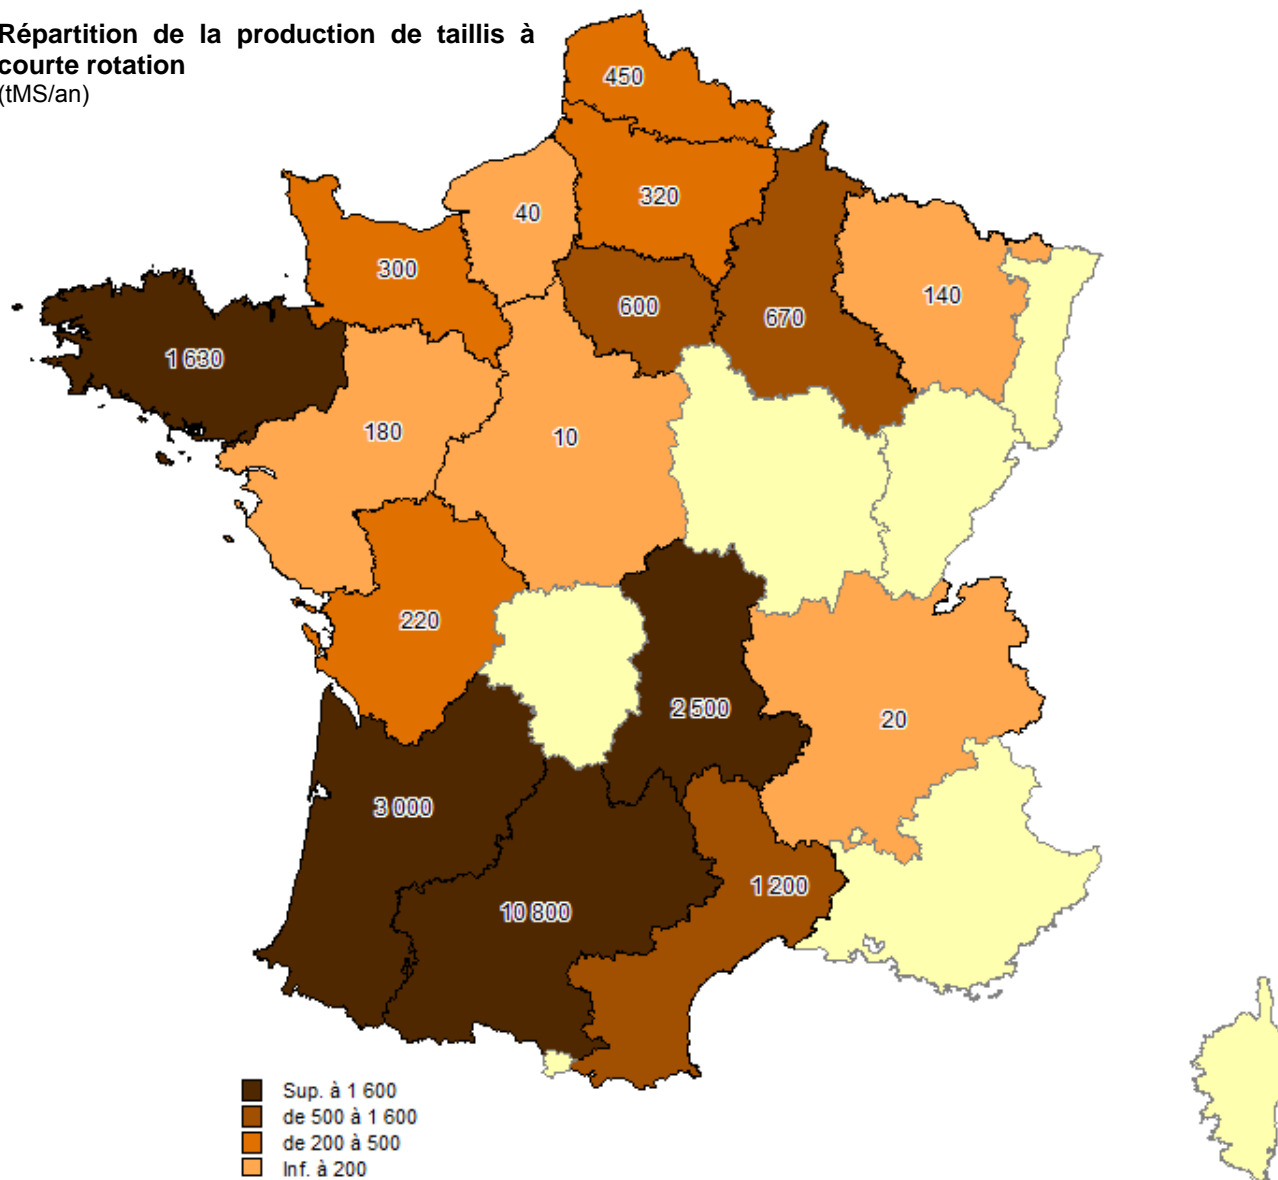 Répartition de la production de taillis à
courte rotation
(tMS/an)
450
320
40
300
600
670
140
1 630
180
10
220
2 500
20
3 000
1 200
10 800
Sup. à 1 600
de 500 à 1 600
de 200 à 500
Inf. à 200